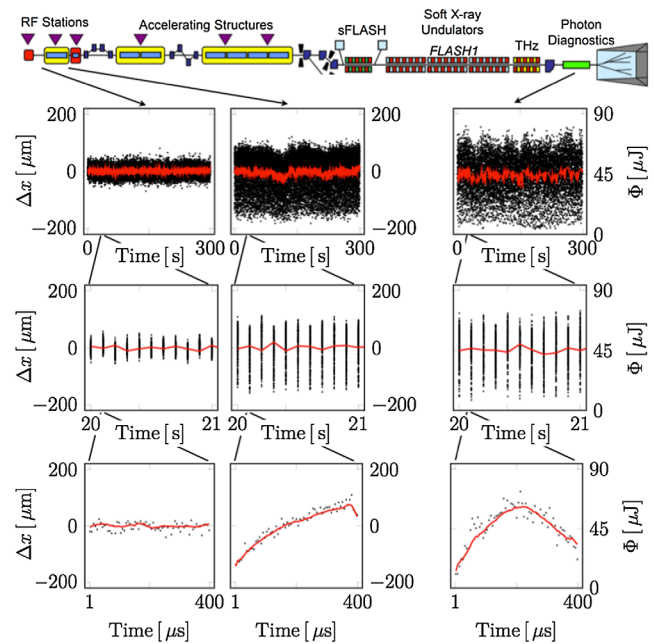 RF Stations
Accelerating Structures
sFLASH
Soft X-ray
Undulators
FLASH1
THz
Photon
Diagnostics
Δx [μm]
200
0
−200
0 300
Time [s]
200
0
−200
0 300
Time [s]
90
45
0
Φ [μJ]
0 300
Time [s]
Δx [μm]
200
0
−200
20 21
Time [s]
200
0
−200
20 21
Time [s]
90
45
0
Φ [μJ]
20 21
Time [s]
Δx [μm]
200
0
−200
1 400
Time [μs]
200
0
−200
1 400
Time [μs]
90
45
0
Φ [μJ]
1 400
Time [μs]